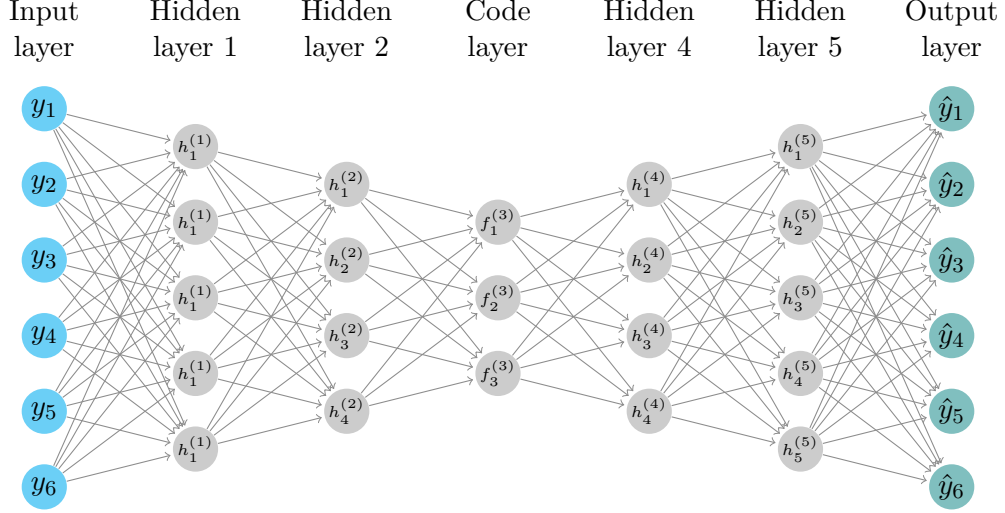 Input layer
Hidden layer 1
Hidden layer 2
Code layer
Hidden layer 4
Hidden layer 5
Output layer
y₁
y₂
y₃
y₄
y₅
y₆
h₁⁽¹⁾
h₁⁽¹⁾
h₁⁽¹⁾
h₁⁽¹⁾
h₁⁽¹⁾
h₁⁽²⁾
h₂⁽²⁾
h₃⁽²⁾
h₄⁽²⁾
f₁⁽³⁾
f₂⁽³⁾
f₃⁽³⁾
h₁⁽⁴⁾
h₂⁽⁴⁾
h₃⁽⁴⁾
h₄⁽⁴⁾
h₁⁽⁵⁾
h₂⁽⁵⁾
h₃⁽⁵⁾
h₄⁽⁵⁾
h₅⁽⁵⁾
ŷ₁
ŷ₂
ŷ₃
ŷ₄
ŷ₅
ŷ₆